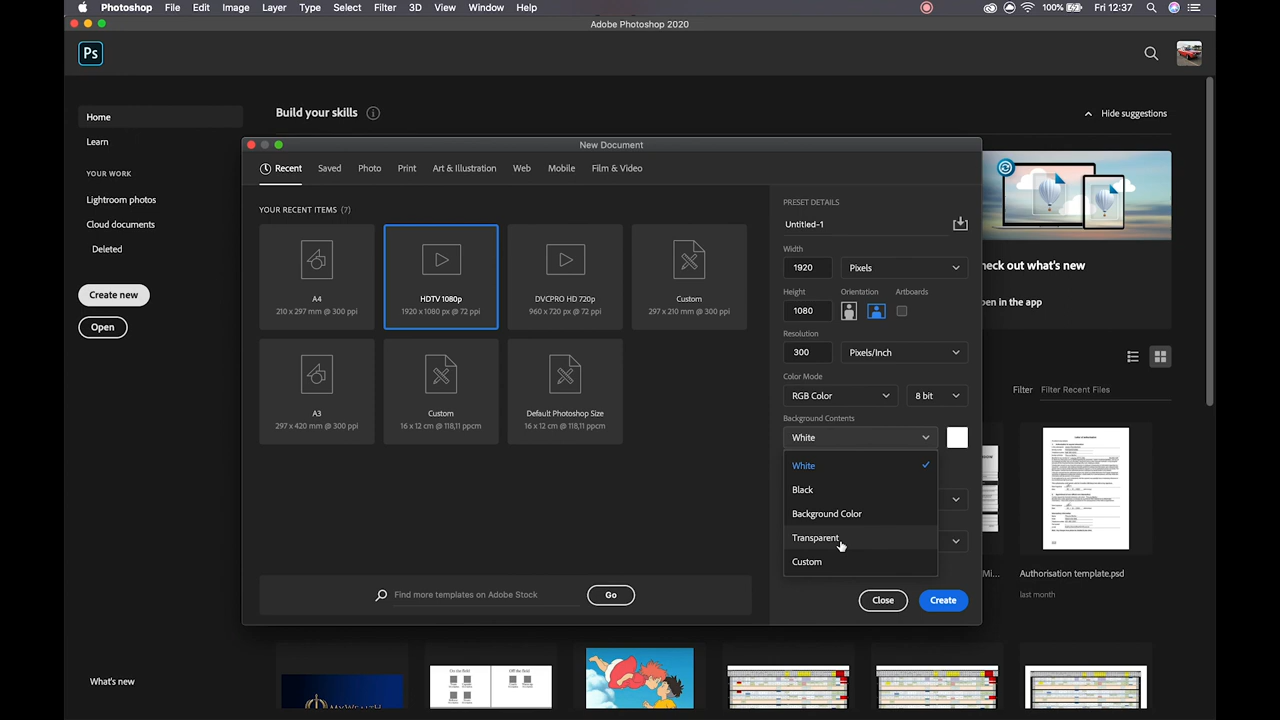 Photoshop File Edit Image Layer Type Select Filter 3D View Window Help 100% Fri 12:37
Adobe Photoshop 2020
Ps
Home
Learn
YOUR WORK
Lightroom photos
Cloud documents
Deleted
Create new
Open
What's new
Build your skills
Hide suggestions
heck out what's new
pen in the app
Filter Filter Recent Files
New Document
Recent Saved Photo Print Art & Illustration Web Mobile Film & Video
YOUR RECENT ITEMS (7)
A4
210 x 297 mm @ 300 ppi
HDTV 1080p
1920 x 1080 px @ 72 ppi
DVCPRO HD 720p
960 x 720 px @ 72 ppi
Custom
297 x 210 mm @ 300 ppi
A3
297 x 420 mm @ 300 ppi
Custom
16 x 12 cm @ 118,11 ppcm
Default Photoshop Size
16 x 12 cm @ 118,11 ppcm
Find more templates on Adobe Stock Go
PRESET DETAILS
Untitled-1
Width
1920 Pixels
Height Orientation Artboards
1080
Resolution
300 Pixels/Inch
Color Mode
RGB Color 8 bit
Background Contents
White
White
Black
Background Color
Transparent
Custom
Close Create
Mi...
Authorisation template.psd
last month
On the field Off the field